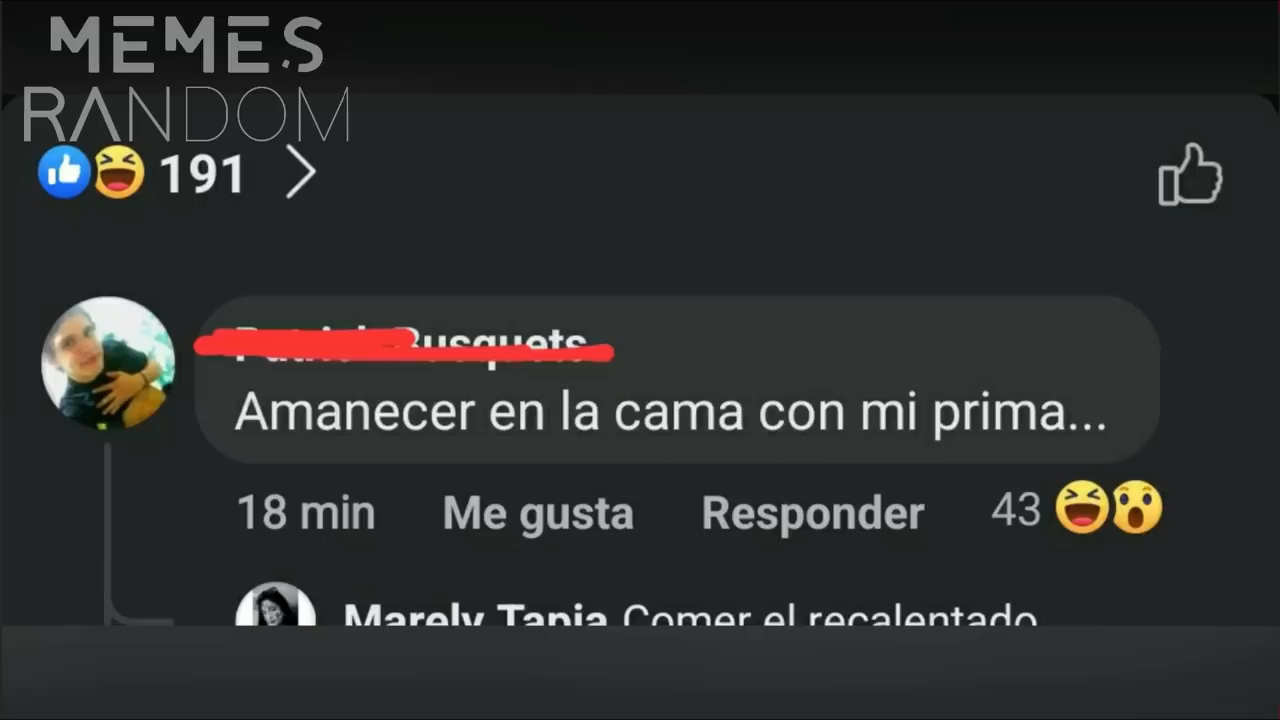 MEMES
RANDOM
191
Busquets
Amanecer en la cama con mi prima...
18 min Me gusta Responder 43
Marely Tapia Comer el recalentado